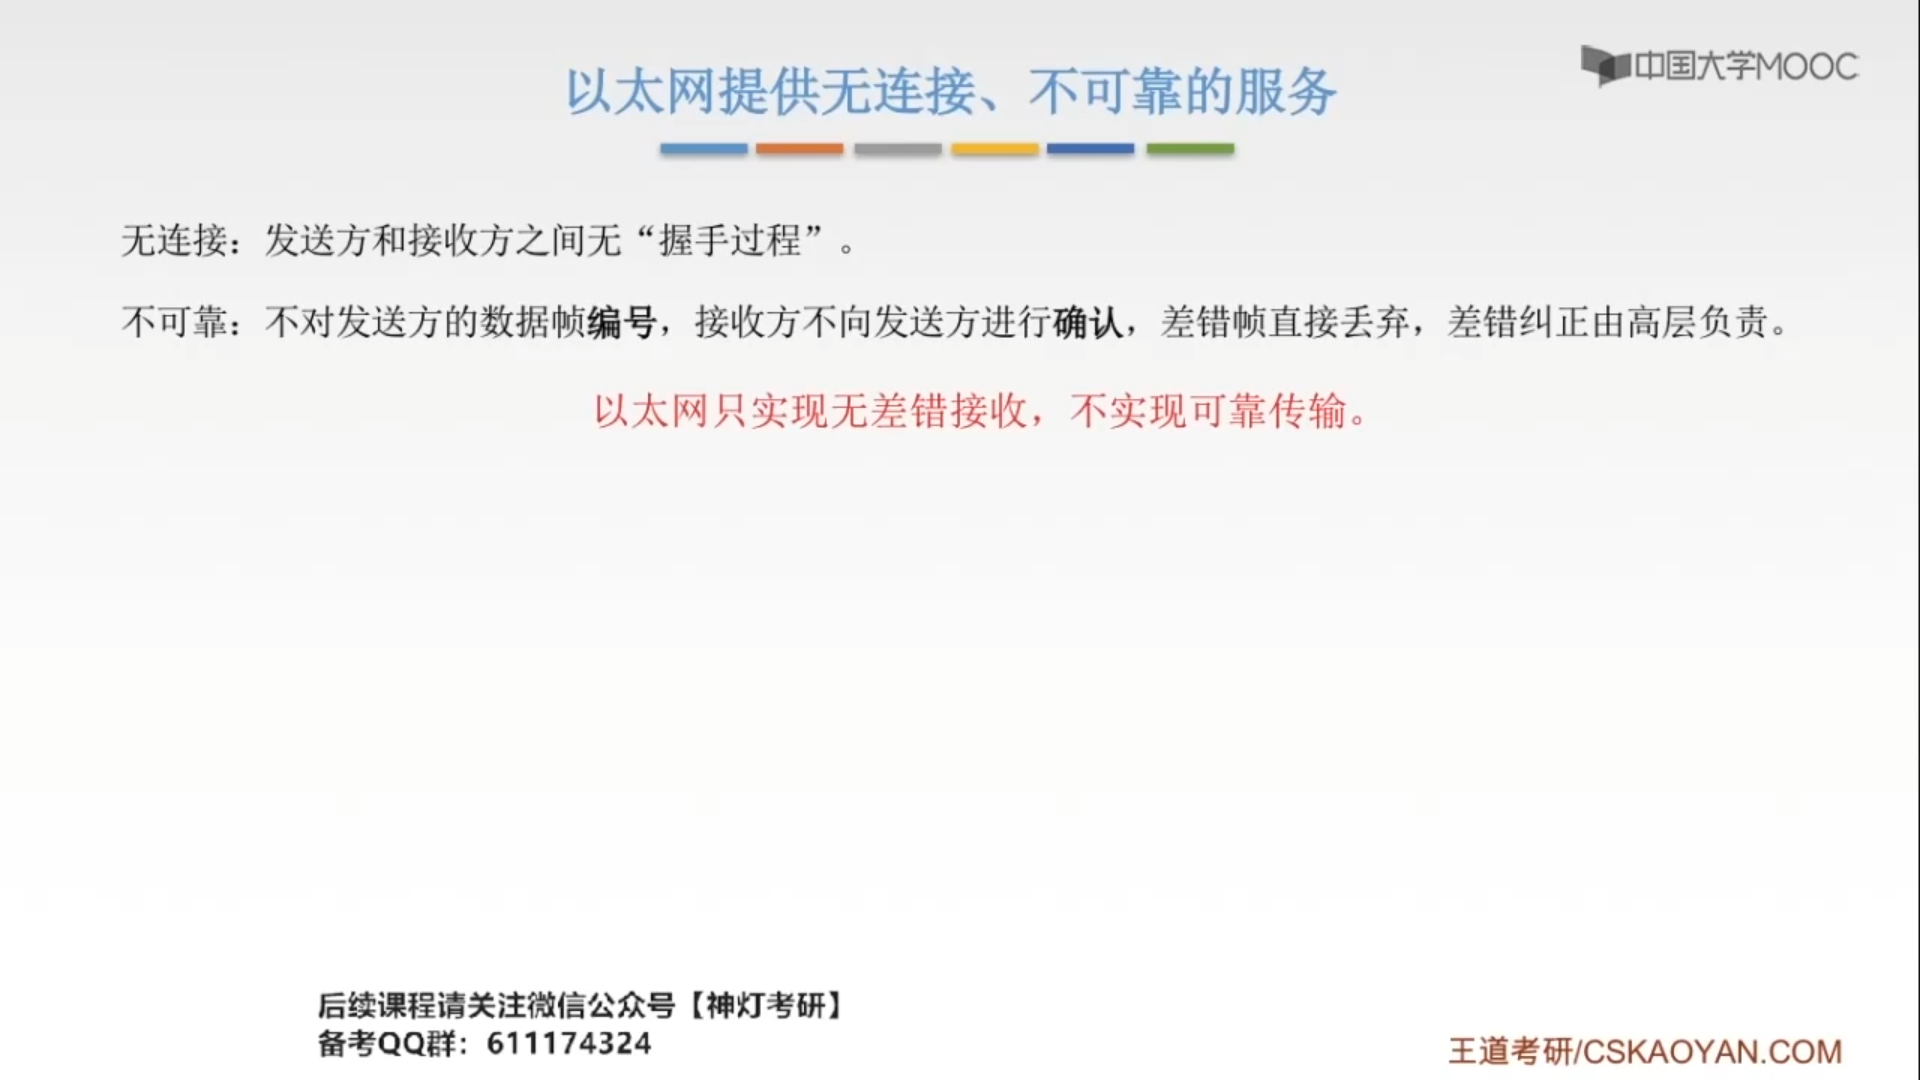 中国大学MOOC
以太网提供无连接、不可靠的服务
无连接：发送方和接收方之间无“握手过程”。
不可靠：不对发送方的数据帧编号，接收方不向发送方进行确认，差错帧直接丢弃，差错纠正由高层负责。
以太网只实现无差错接收，不实现可靠传输。
后续课程请关注微信公众号【神灯考研】
备考QQ群：611174324
王道考研/CSKAOYAN.COM